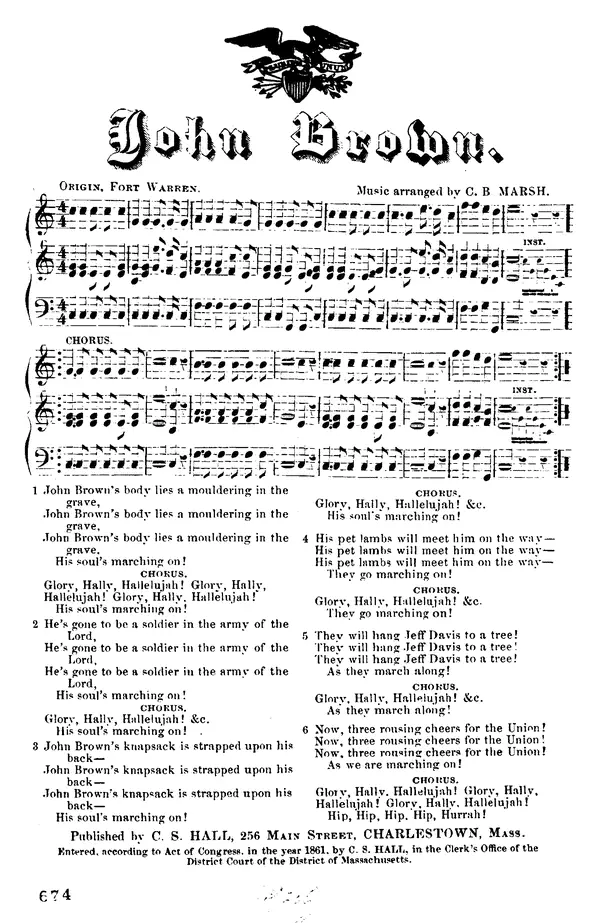 John Brown.
ORIGIN, FORT WARREN.
Music arranged by C. B MARSH.
INST.
CHORUS.
INST.
1 John Brown's body lies a mouldering in the
grave,
John Brown's body lies a mouldering in the
grave,
John Brown's body lies a mouldering in the
grave,
His soul's marching on!
CHORUS.
Glory, Hally, Hallelujah! Glory, Hally,
Hallelujah! Glory, Hally, Hallelujah!
His soul's marching on!
2 He's gone to be a soldier in the army of the
Lord,
He's gone to be a soldier in the army of the
Lord,
He's gone to be a soldier in the army of the
Lord,
His soul's marching on!
CHORUS.
Glory, Hally, Hallelujah! &c.
His soul's marching on!
3 John Brown's knapsack is strapped upon his
back—
John Brown's knapsack is strapped upon his
back—
John Brown's knapsack is strapped upon his
back—
His soul's marching on!
CHORUS.
Glory, Hally, Hallelujah! &c.
His soul's marching on!
4 His pet lambs will meet him on the way—
His pet lambs will meet him on the way—
His pet lambs will meet him on the way—
They go marching on!
CHORUS.
Glory, Hally, Hallelujah! &c.
They go marching on!
5 They will hang Jeff Davis to a tree!
They will hang Jeff Davis to a tree!
They will hang Jeff Davis to a tree!
As they march along!
CHORUS.
Glory, Hally, Hallelujah! &c.
As they march along!
6 Now, three rousing cheers for the Union!
Now, three rousing cheers for the Union!
Now, three rousing cheers for the Union!
As we are marching on!
CHORUS.
Glory, Hally, Hallelujah! Glory, Hally,
Hallelujah! Glory, Hally, Hallelujah!
Hip, Hip, Hip, Hip, Hurrah!
Published by C. S. HALL, 256 MAIN STREET, CHARLESTOWN, MASS.
Entered, according to Act of Congress, in the year 1861, by C. S. HALL, in the Clerk's Office of the
District Court of the District of Massachusetts.
674